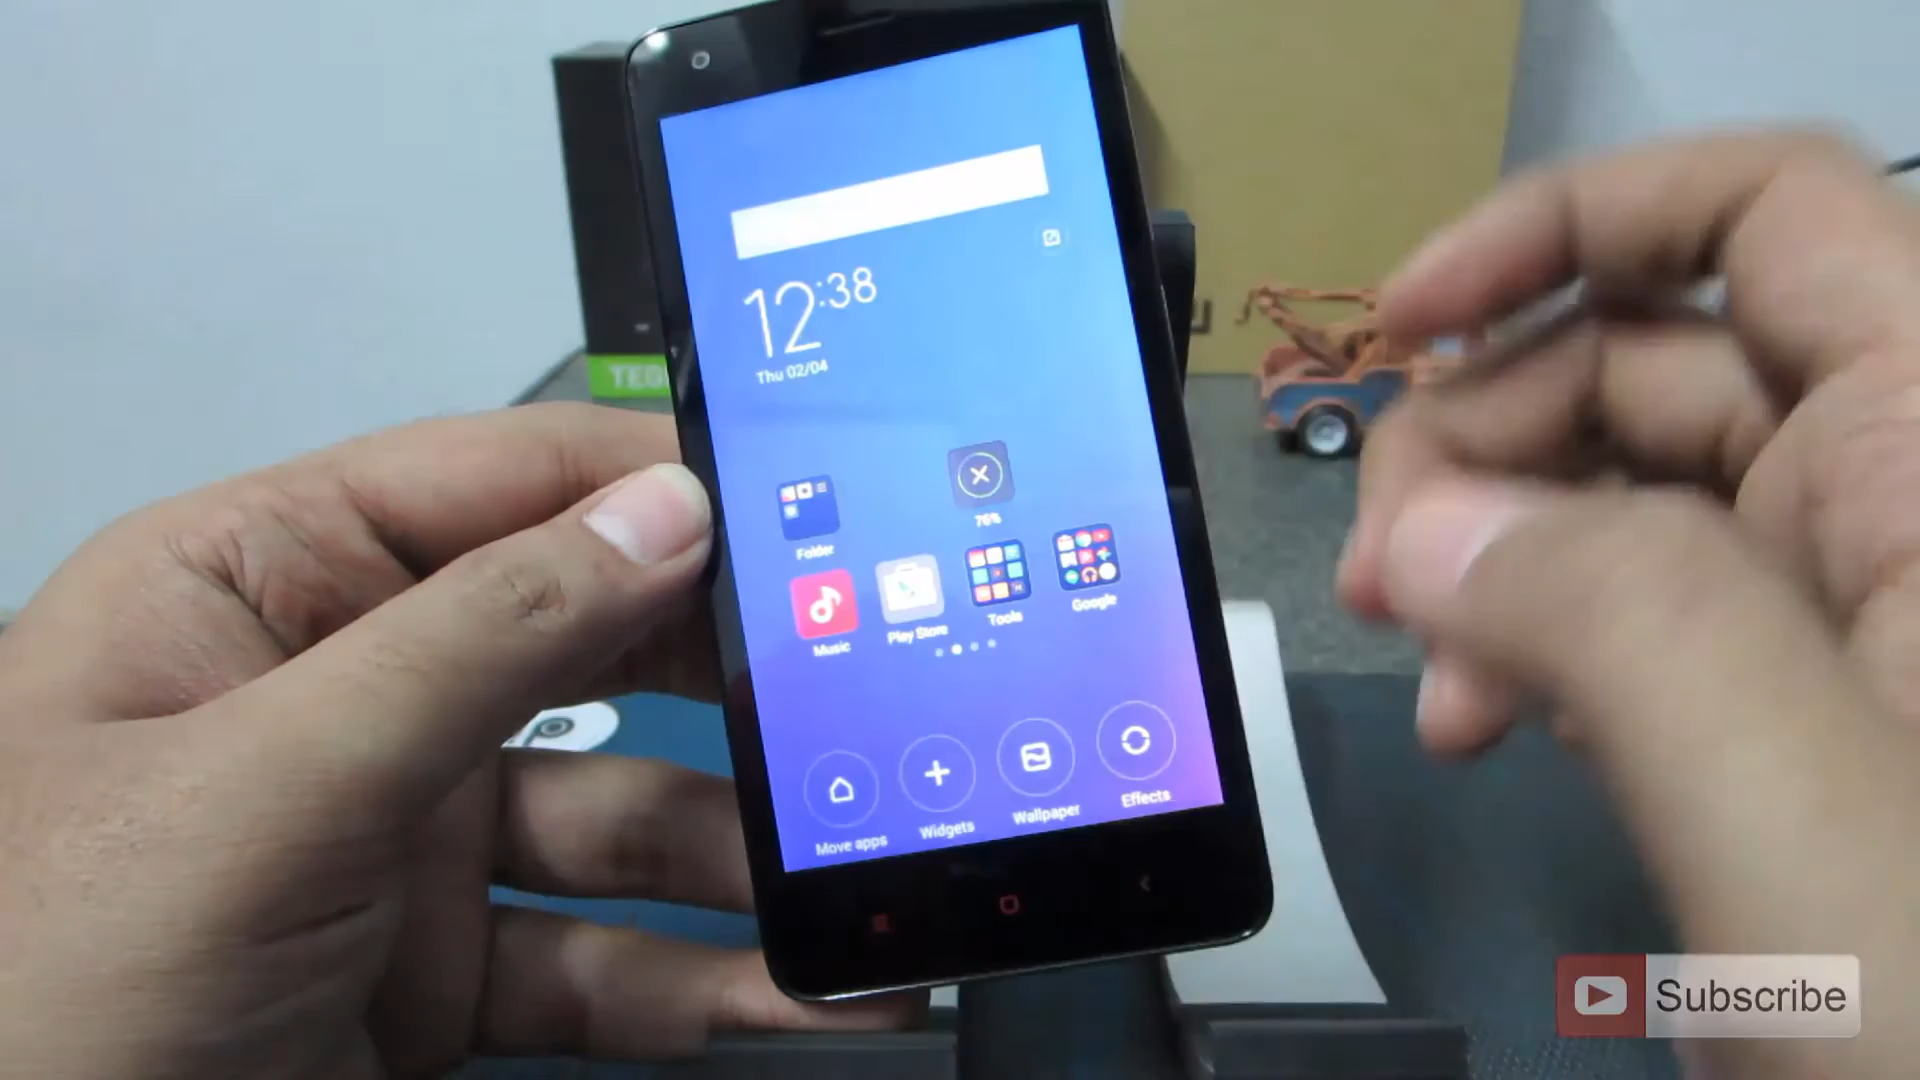 12:38
Thu 02/04
Folder
76%
Music
Play Store
Tools
Google
Move apps
Widgets
Wallpaper
Effects
Subscribe